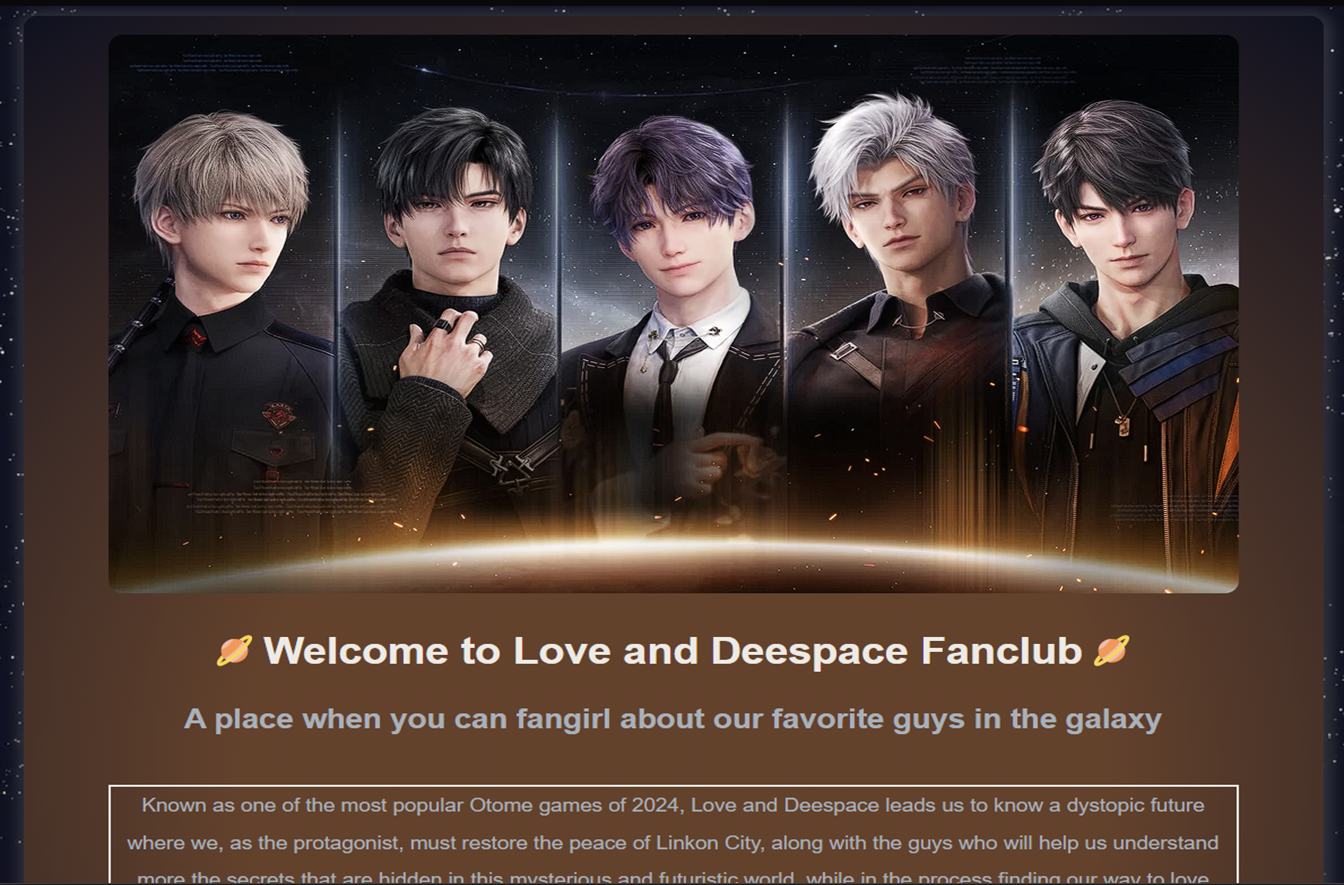 🪐 Welcome to Love and Deespace Fanclub 🪐
A place when you can fangirl about our favorite guys in the galaxy
Known as one of the most popular Otome games of 2024, Love and Deespace leads us to know a dystopic future
where we, as the protagonist, must restore the peace of Linkon City, along with the guys who will help us understand
more the secrets that are hidden in this mysterious and futuristic world, while in the process finding our way to love